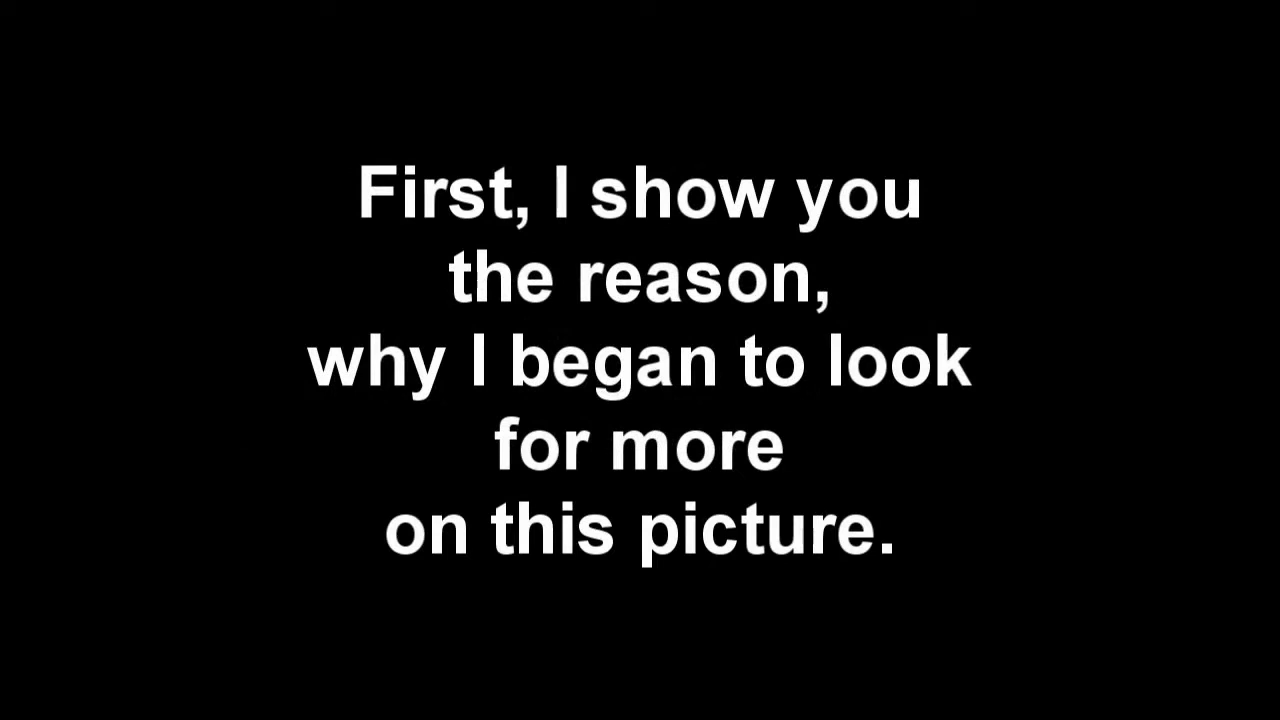 First, I show you
the reason,
why I began to look
for more
on this picture.